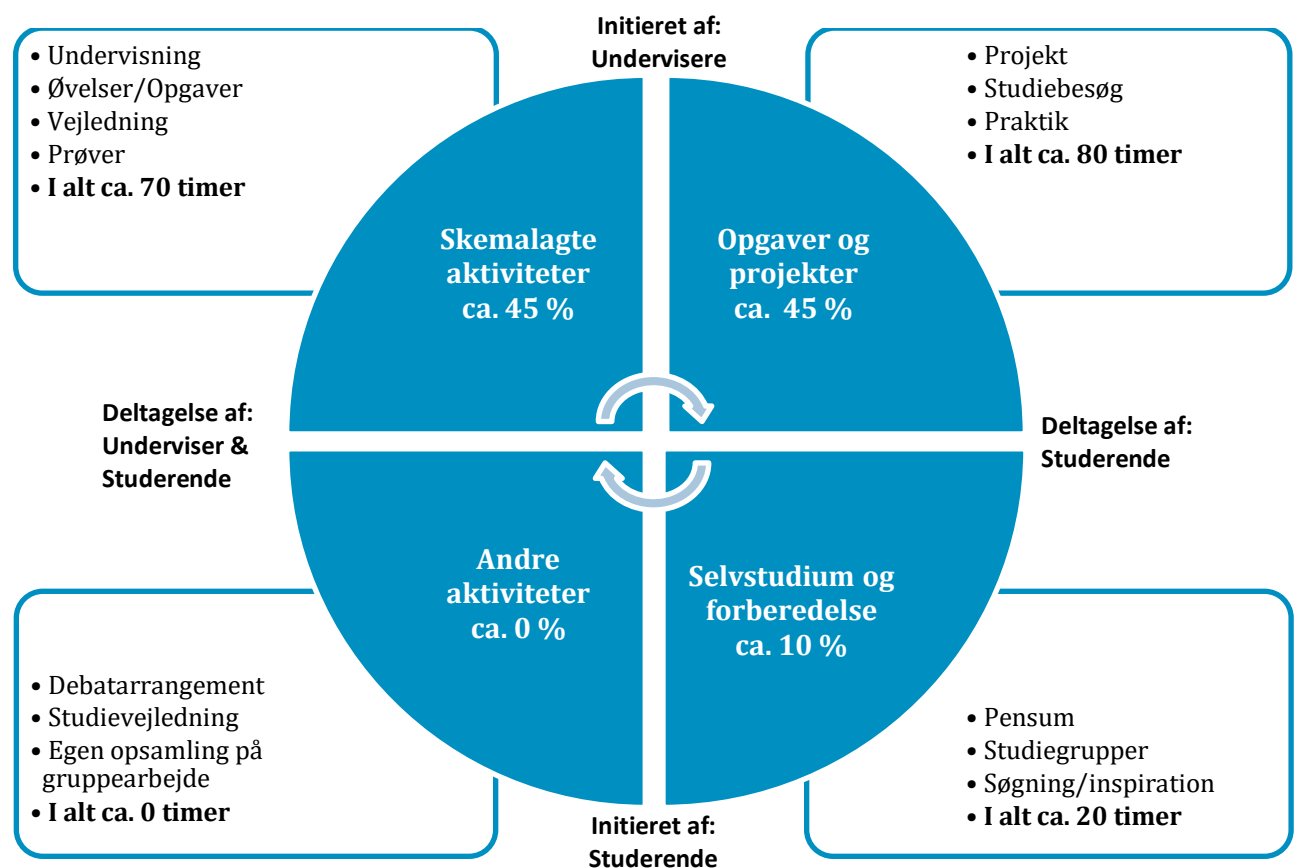 Initieret af:
Undervisere
• Undervisning
• Øvelser/Opgaver
• Vejledning
• Prøver
• I alt ca. 70 timer
• Projekt
• Studiebesøg
• Praktik
• I alt ca. 80 timer
Skemalagte
aktiviteter
ca. 45 %
Opgaver og
projekter
ca. 45 %
Deltagelse af:
Underviser &
Studerende
Deltagelse af:
Studerende
Andre
aktiviteter
ca. 0 %
Selvstudium og
forberedelse
ca. 10 %
• Debatarrangement
• Studievejledning
• Egen opsamling på
gruppearbejde
• I alt ca. 0 timer
• Pensum
• Studiegrupper
• Søgning/inspiration
• I alt ca. 20 timer
Initieret af:
Studerende